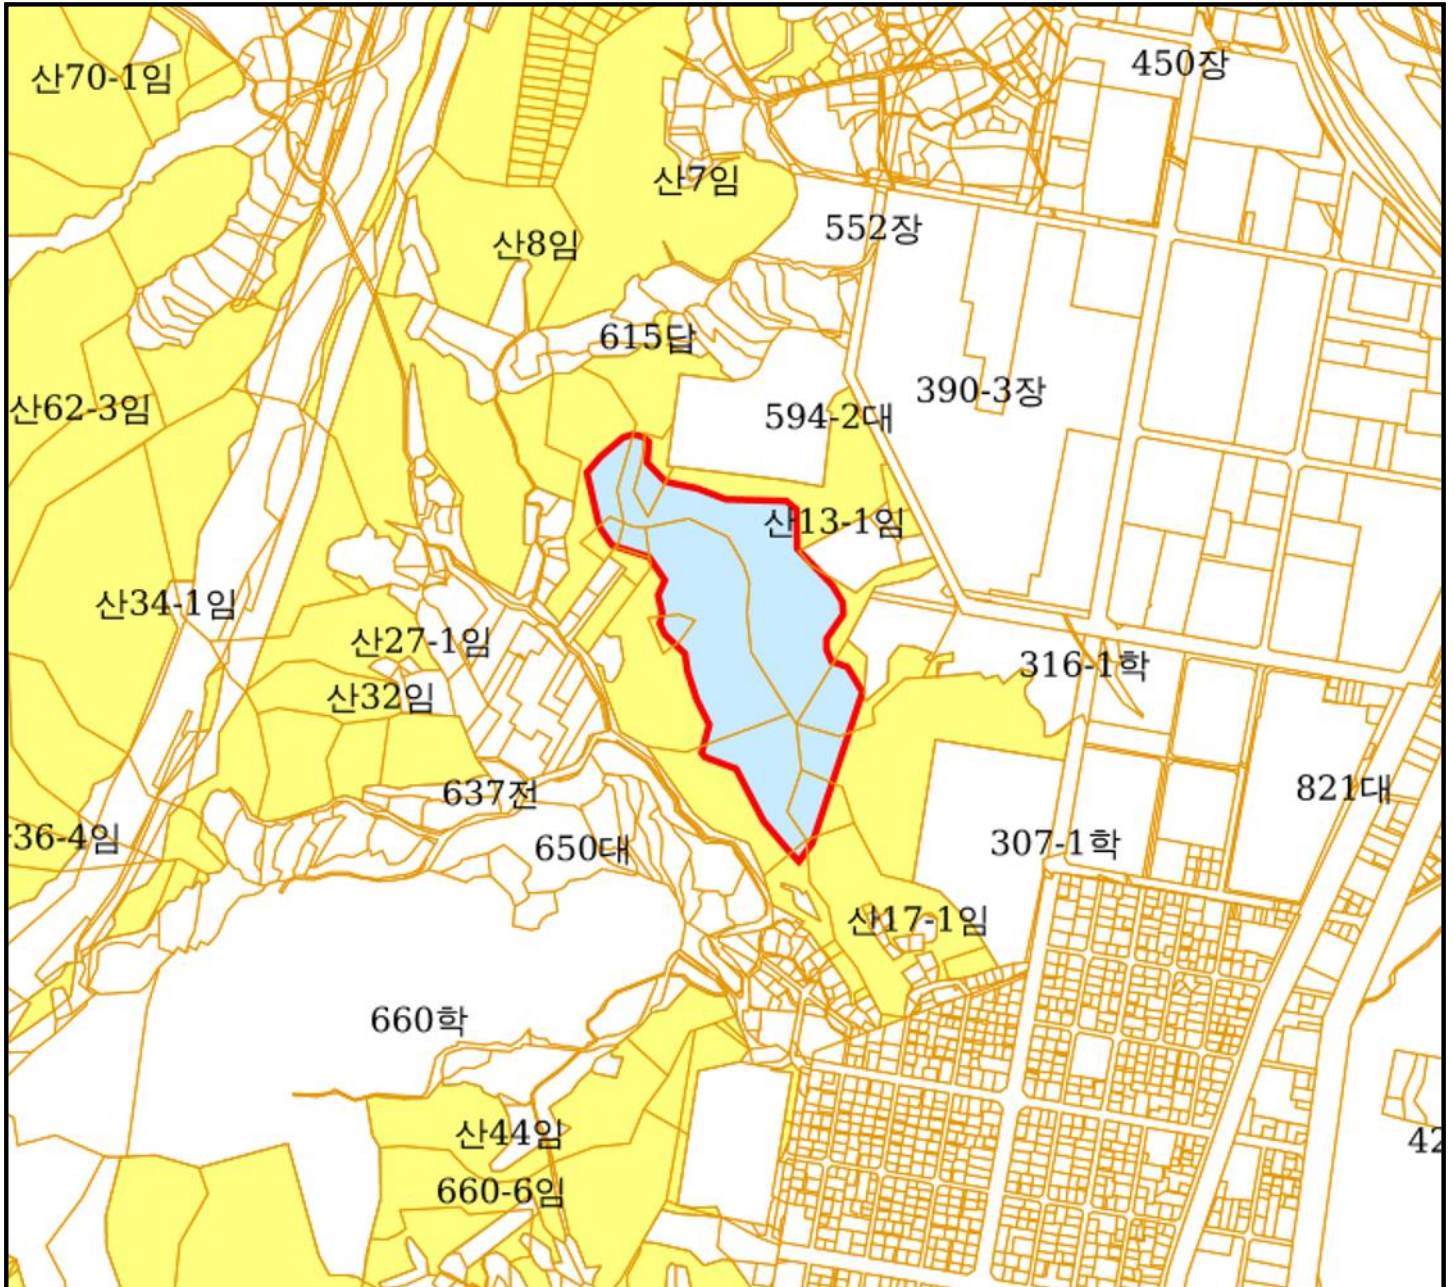 450장
산70-1임
산7임
552장
산8임
615답
390-3장
산62-3임
594-2대
산13-1임
산34-1임
산27-1임
316-1학
산32임
821대
637전
36-4임
307-1학
650대
산17-1임
660학
산44임
42
660-6임